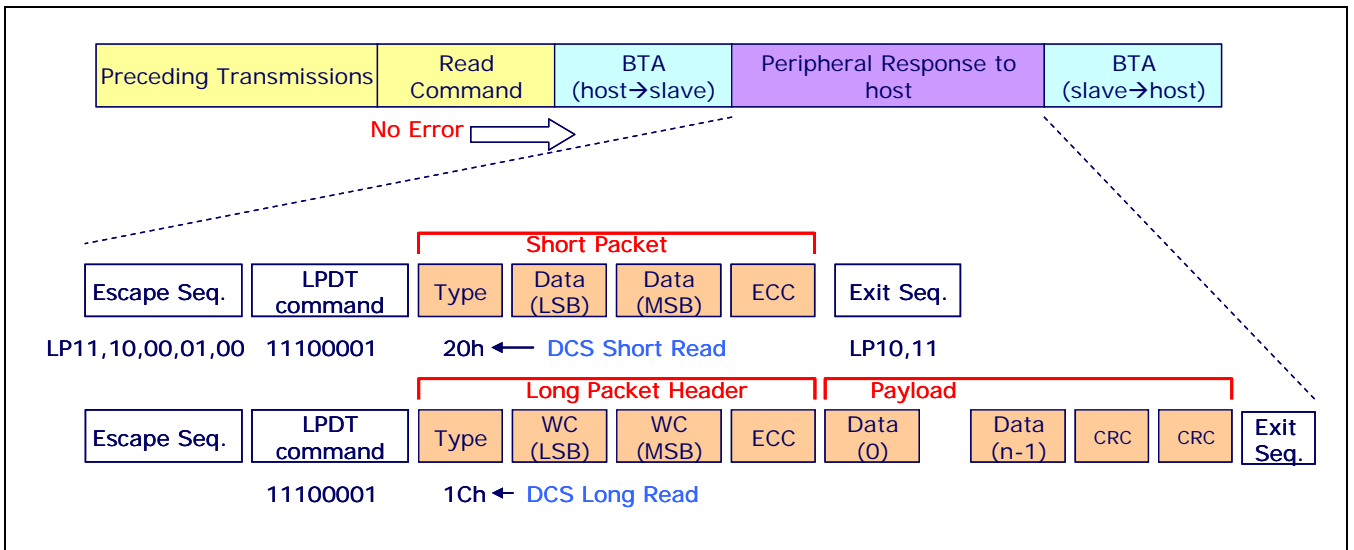 Preceding Transmissions
Read
Command
BTA
(host→slave)
Peripheral Response to
host
BTA
(slave→host)
No Error
Short Packet
Escape Seq.
LPDT
command
Type
Data
(LSB)
Data
(MSB)
ECC
Exit Seq.
LP11,10,00,01,00
11100001
20h
DCS Short Read
LP10,11
Long Packet Header
Payload
Escape Seq.
LPDT
command
Type
WC
(LSB)
WC
(MSB)
ECC
Data
(0)
Data
(n-1)
CRC
CRC
Exit
Seq.
11100001
1Ch
DCS Long Read